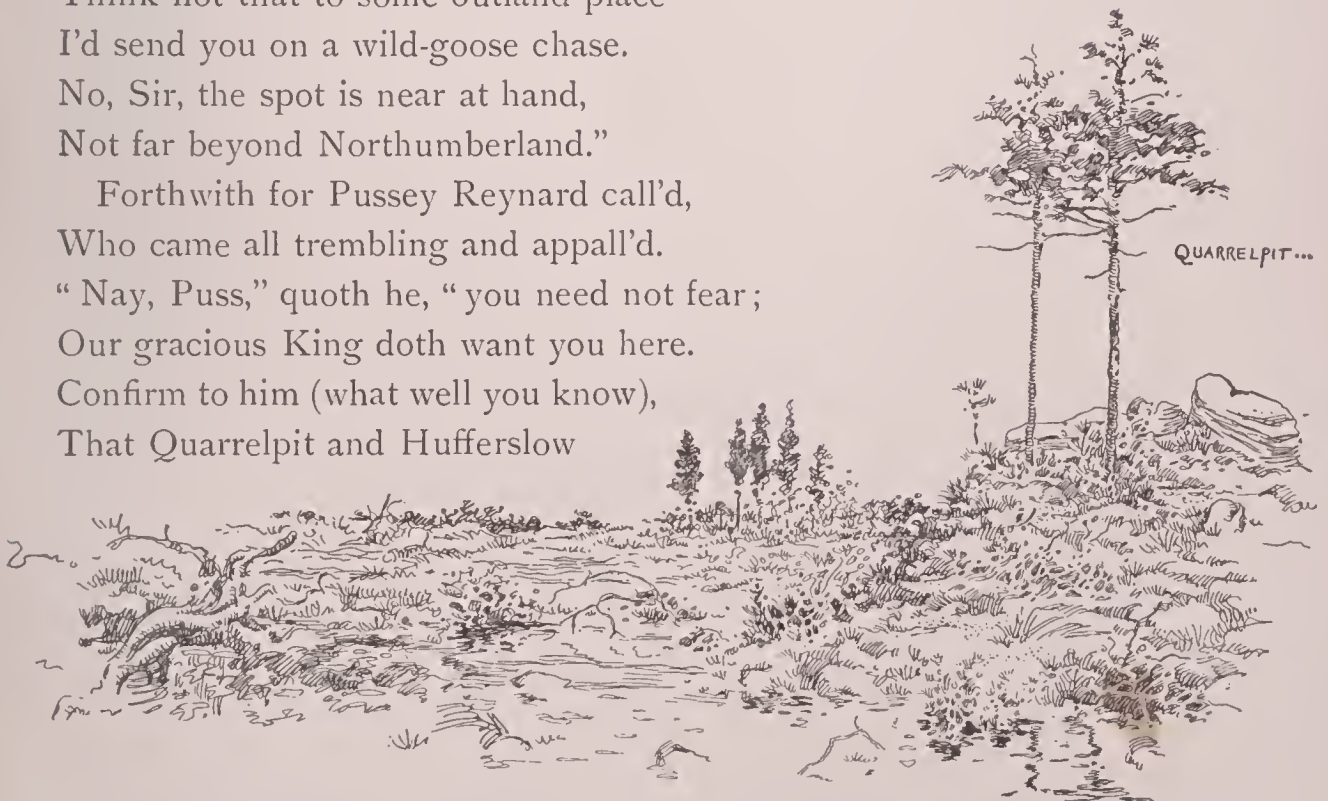 Think not that to some outland place
I'd send you on a wild-goose chase.
No, Sir, the spot is near at hand,
Not far beyond Northumberland.”
Forthwith for Pussey Reynard call'd,
Who came all trembling and appall'd.
“ Nay, Puss,” quoth he, “ you need not fear ;
Our gracious King doth want you here.
Confirm to him (what well you know),
That Quarrelpit and Hufferslow
QUARRELPIT...